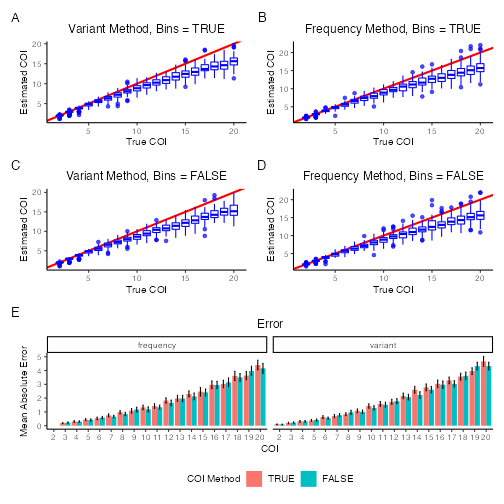 A
Variant Method, Bins = TRUE
Estimated COI
20
15
10
5
5
10
15
20
True COI
B
Frequency Method, Bins = TRUE
Estimated COI
20
15
10
5
5
10
15
20
True COI
C
Variant Method, Bins = FALSE
Estimated COI
20
15
10
5
5
10
15
20
True COI
D
Frequency Method, Bins = FALSE
Estimated COI
20
15
10
5
5
10
15
20
True COI
E
Error
frequency
variant
Mean Absolute Error
5
4
3
2
1
0
2 3 4 5 6 7 8 9 10 11 12 13 14 15 16 17 18 19 20
2 3 4 5 6 7 8 9 10 11 12 13 14 15 16 17 18 19 20
COI
COI Method TRUE FALSE